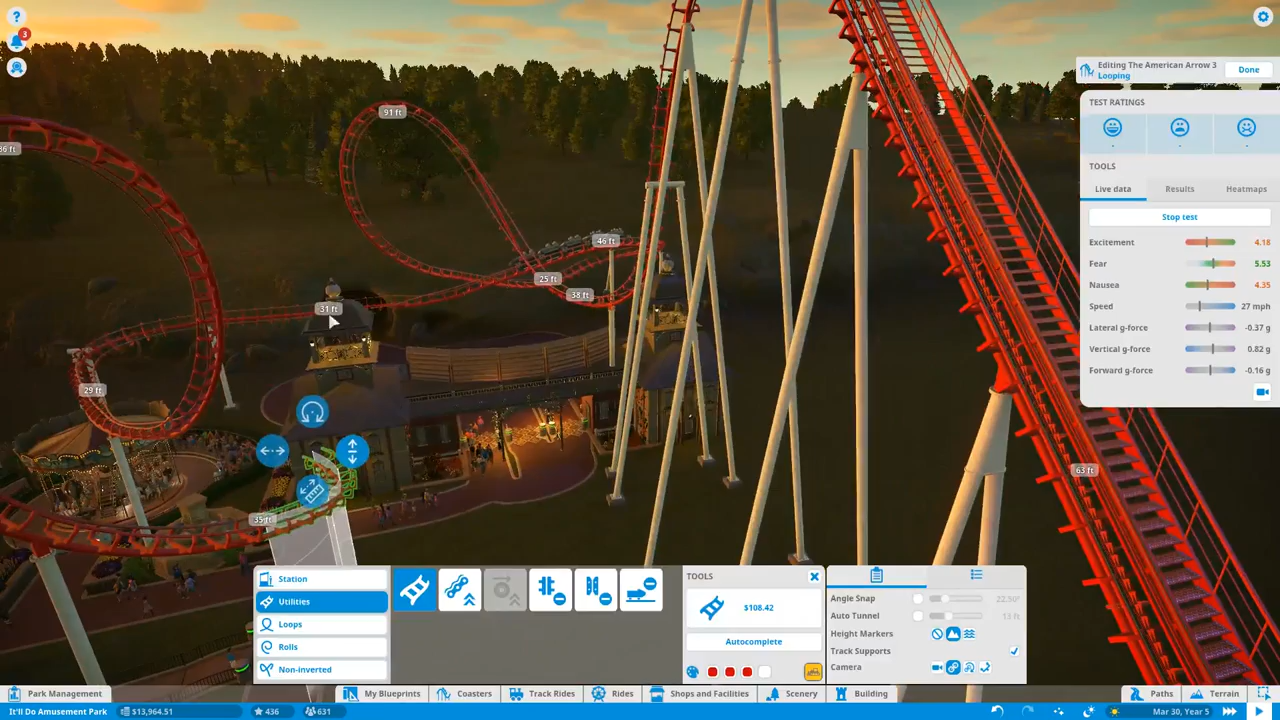 ?
3
Editing The American Arrow 3
Looping
Done
TEST RATINGS
- - -
TOOLS
Live data Results Heatmaps
Stop test
Excitement 4.18
Fear 5.53
Nausea 4.35
Speed 27 mph
Lateral g-force -0.37 g
Vertical g-force 0.82 g
Forward g-force -0.16 g
91 ft
46 ft
25 ft
38 ft
31 ft
29 ft
63 ft
35 ft
Station
Utilities
Loops
Rolls
Non-inverted
TOOLS
$108.42
Autocomplete
Angle Snap 22.50°
Auto Tunnel 13 ft
Height Markers
Track Supports
Camera
Park Management My Blueprints Coasters Track Rides Rides Shops and Facilities Scenery Building Paths Terrain
It'll Do Amusement Park $13,964.51 436 631 Mar 30, Year 5